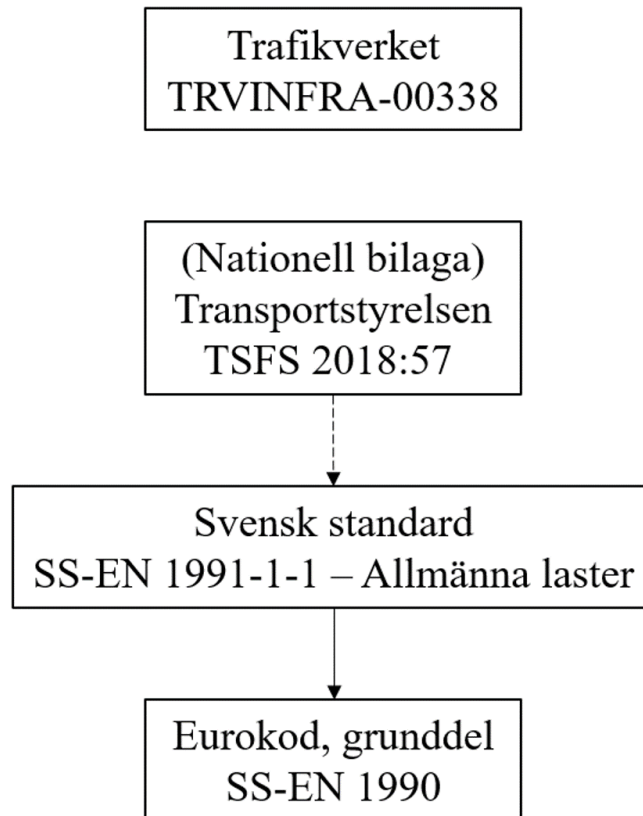 Trafikverket
TRVINFRA-00338
(Nationell bilaga)
Transportstyrelsen
TSFS 2018:57
Svensk standard
SS-EN 1991-1-1 – Allmänna laster
Eurokod, grunddel
SS-EN 1990